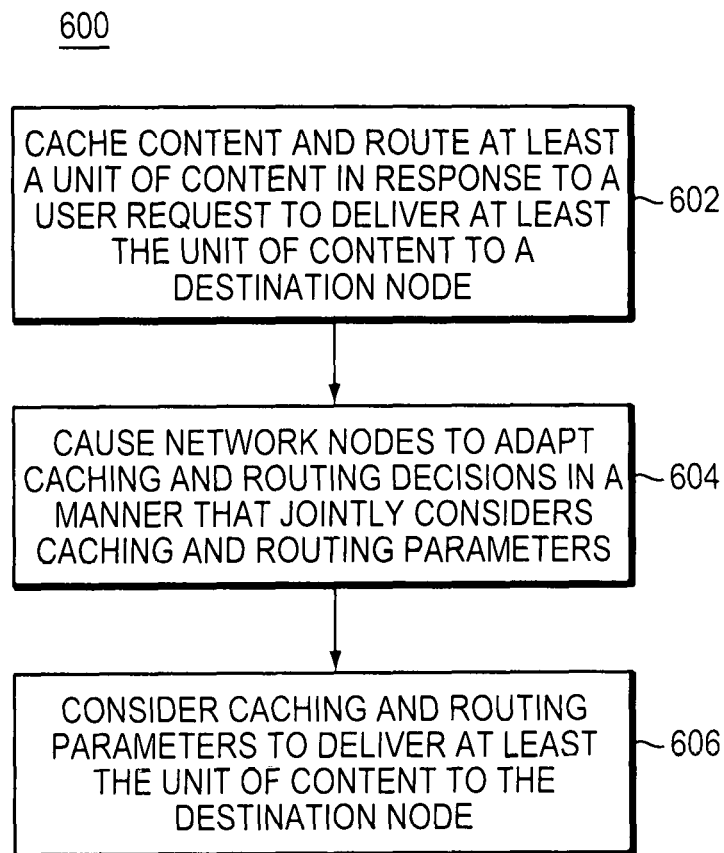 600
CACHE CONTENT AND ROUTE AT LEAST
A UNIT OF CONTENT IN RESPONSE TO A
USER REQUEST TO DELIVER AT LEAST
THE UNIT OF CONTENT TO A
DESTINATION NODE
602
CAUSE NETWORK NODES TO ADAPT
CACHING AND ROUTING DECISIONS IN A
MANNER THAT JOINTLY CONSIDERS
CACHING AND ROUTING PARAMETERS
604
CONSIDER CACHING AND ROUTING
PARAMETERS TO DELIVER AT LEAST
THE UNIT OF CONTENT TO THE
DESTINATION NODE
606